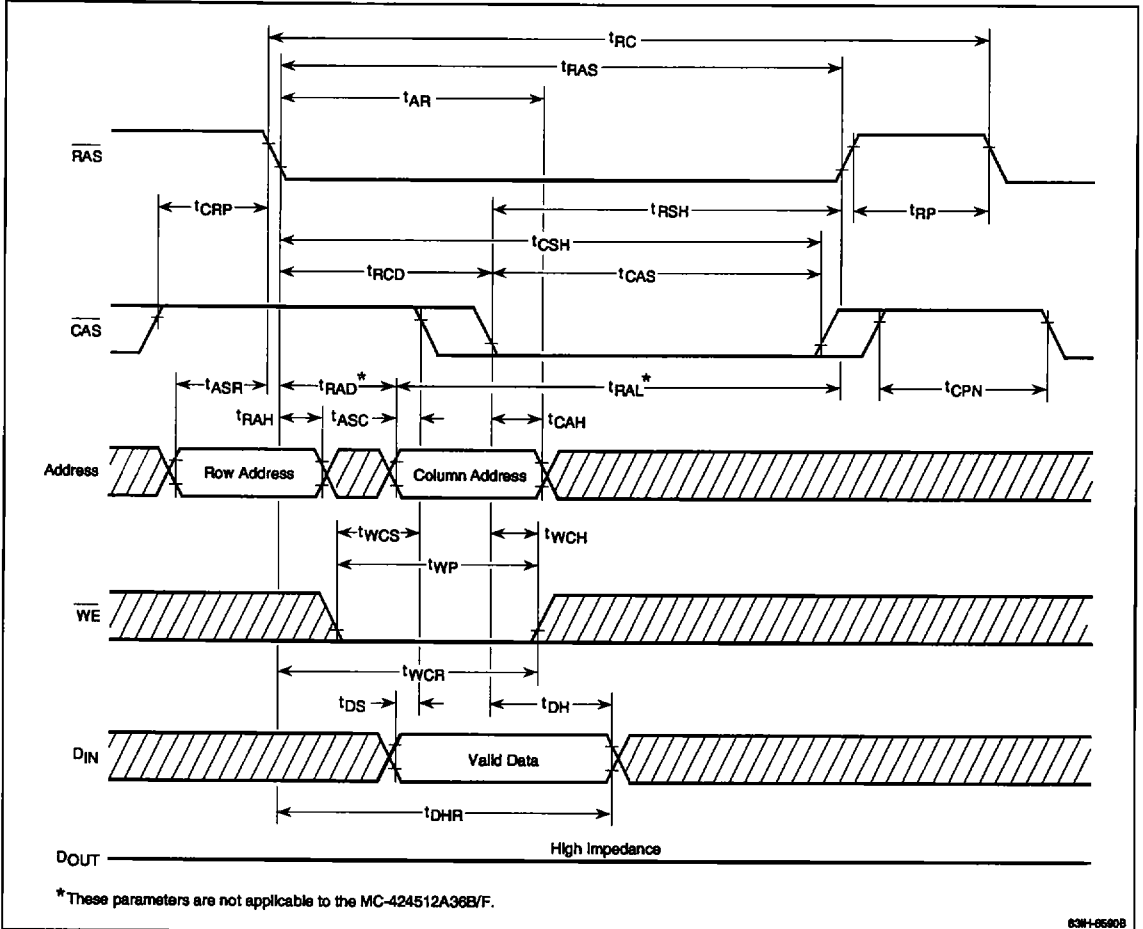 tRC
tRAS
tAR
RAS
tCRP
tRSH
tRP
tCSH
tRCD
tCAS
CAS
tASR
tRAD*
tRAL*
tCPN
tRAH
tASC
tCAH
Address
Row Address
Column Address
tWCS
tWCH
tWP
WE
tWCR
tDS
tDH
DIN
Valid Data
tDHR
High Impedance
DOUT
*These parameters are not applicable to the MC-424512A36B/F.
83IH-6590B